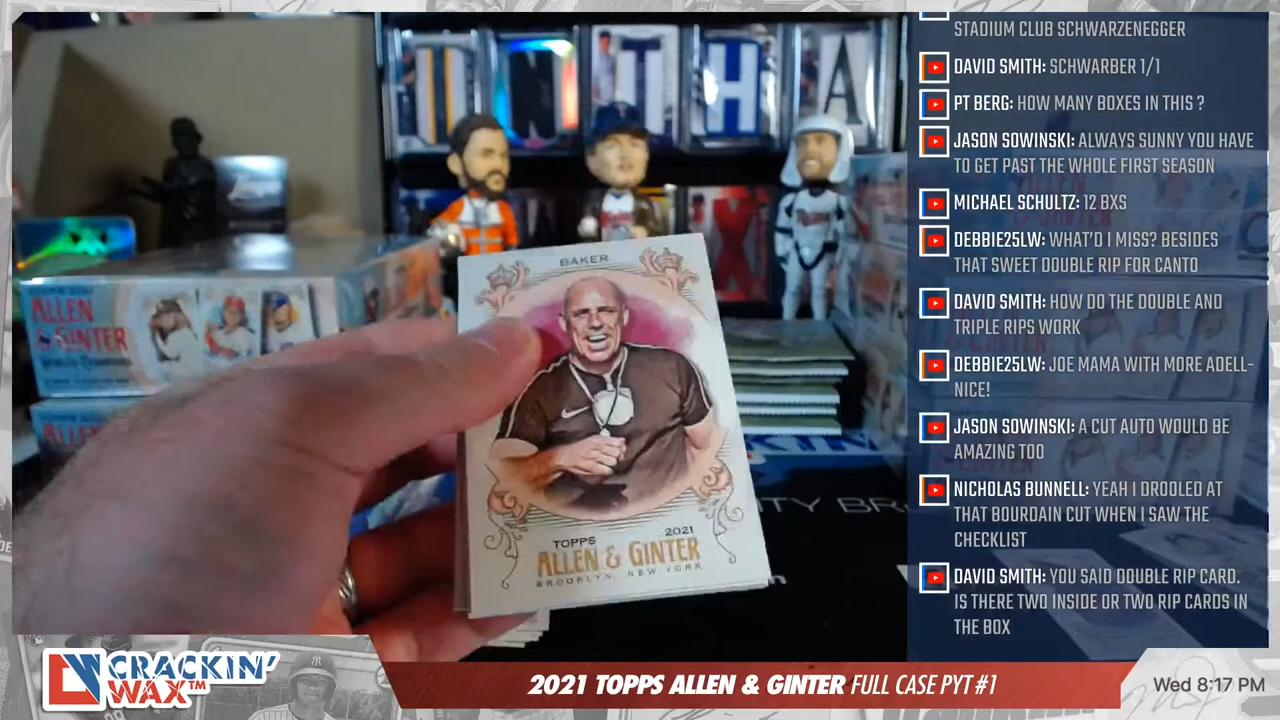 INTHA
BAKER
TOPPS 2021
ALLEN & GINTER
BROOKLYN, NEW YORK
ALLEN
& GINTER
ALLEN
STADIUM CLUB SCHWARZENEGGER
DAVID SMITH: SCHWARBER 1/1
PT BERG: HOW MANY BOXES IN THIS ?
JASON SOWINSKI: ALWAYS SUNNY YOU HAVE
TO GET PAST THE WHOLE FIRST SEASON
MICHAEL SCHULTZ: 12 BXS
DEBBIE25LW: WHAT'D I MISS? BESIDES
THAT SWEET DOUBLE RIP FOR CANTO
DAVID SMITH: HOW DO THE DOUBLE AND
TRIPLE RIPS WORK
DEBBIE25LW: JOE MAMA WITH MORE ADELL-
NICE!
JASON SOWINSKI: A CUT AUTO WOULD BE
AMAZING TOO
NICHOLAS BUNNELL: YEAH I DROOLED AT
THAT BOURDAIN CUT WHEN I SAW THE
CHECKLIST
DAVID SMITH: YOU SAID DOUBLE RIP CARD.
IS THERE TWO INSIDE OR TWO RIP CARDS IN
THE BOX
CRACKIN'
WAX™
2021 TOPPS ALLEN & GINTER FULL CASE PYT #1
Wed 8:17 PM